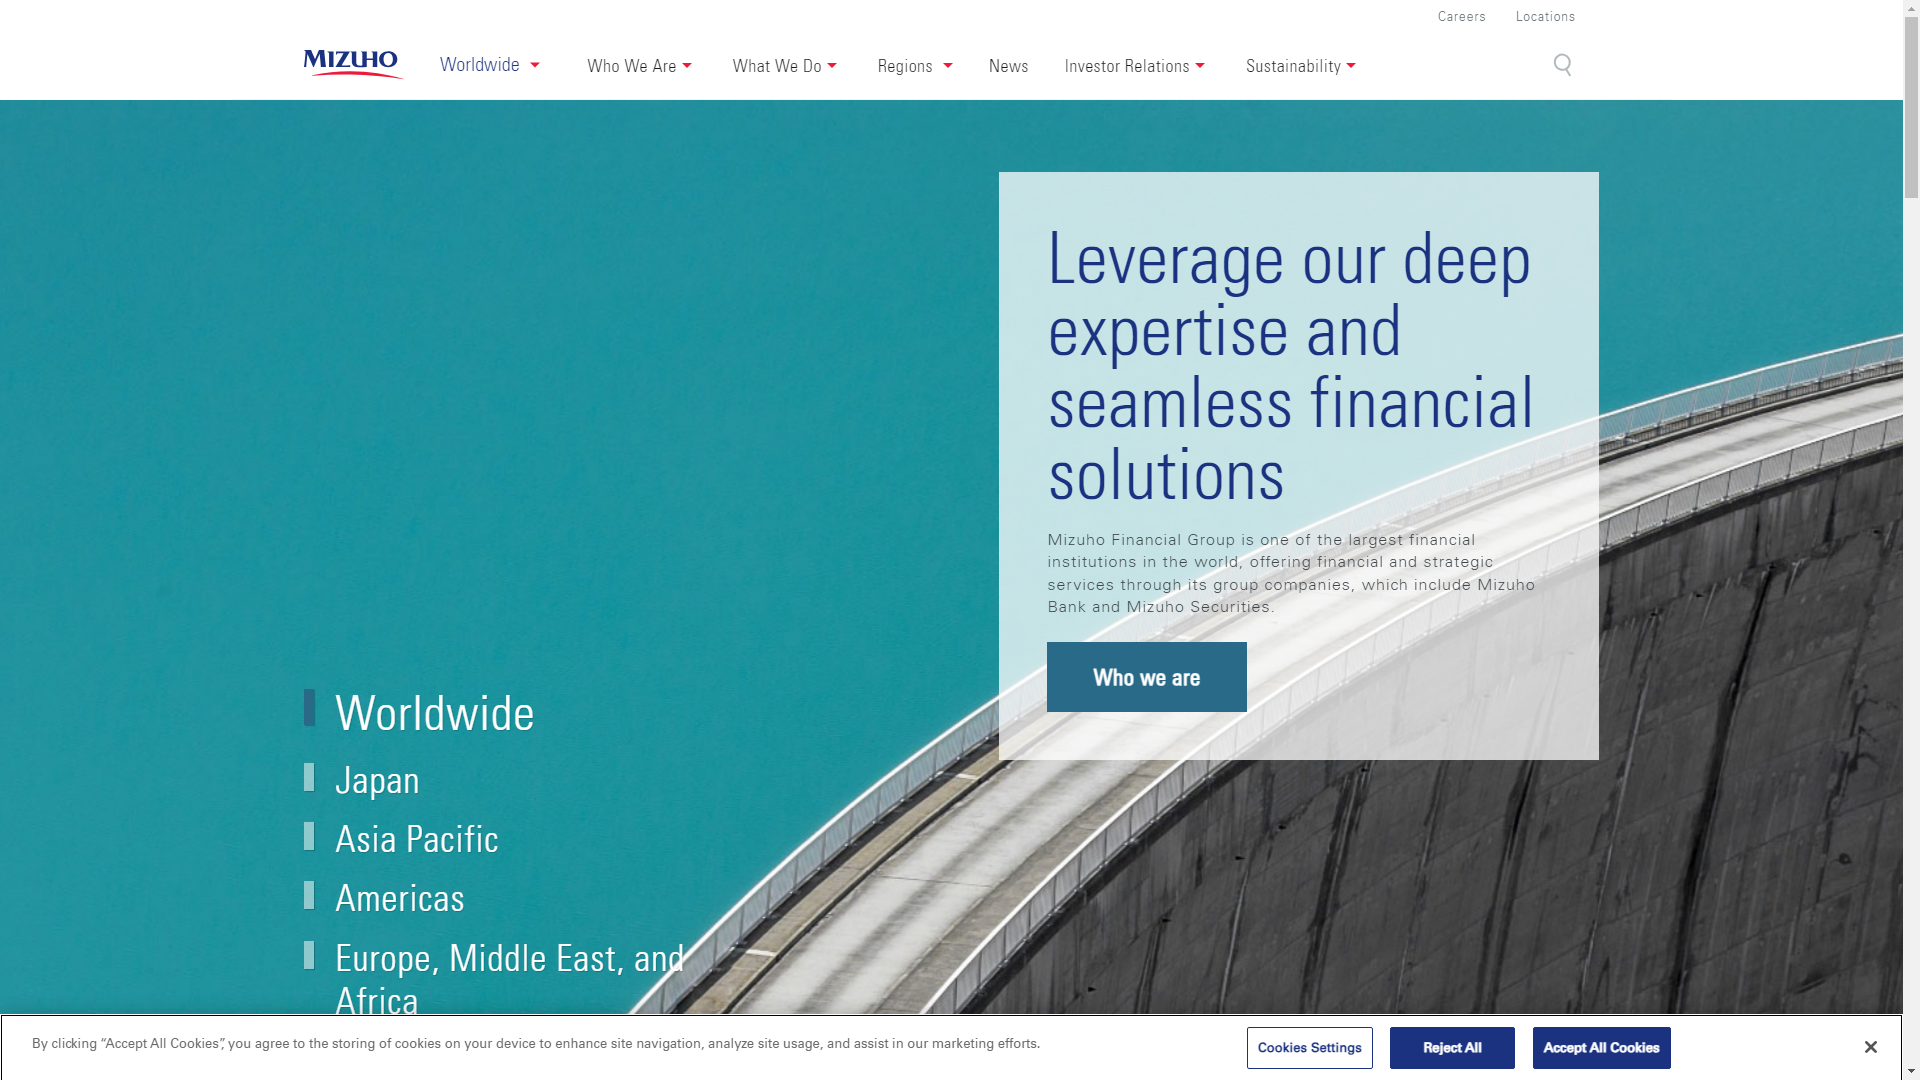 Careers Locations
MIZUHO Worldwide Who We Are What We Do Regions News Investor Relations Sustainability
Leverage our deep
expertise and
seamless financial
solutions
Mizuho Financial Group is one of the largest financial
institutions in the world, offering financial and strategic
services through its group companies, which include Mizuho
Bank and Mizuho Securities.
Who we are
Worldwide
Japan
Asia Pacific
Americas
Europe, Middle East, and
Africa
By clicking “Accept All Cookies”, you agree to the storing of cookies on your device to enhance site navigation, analyze site usage, and assist in our marketing efforts.
Cookies Settings Reject All Accept All Cookies